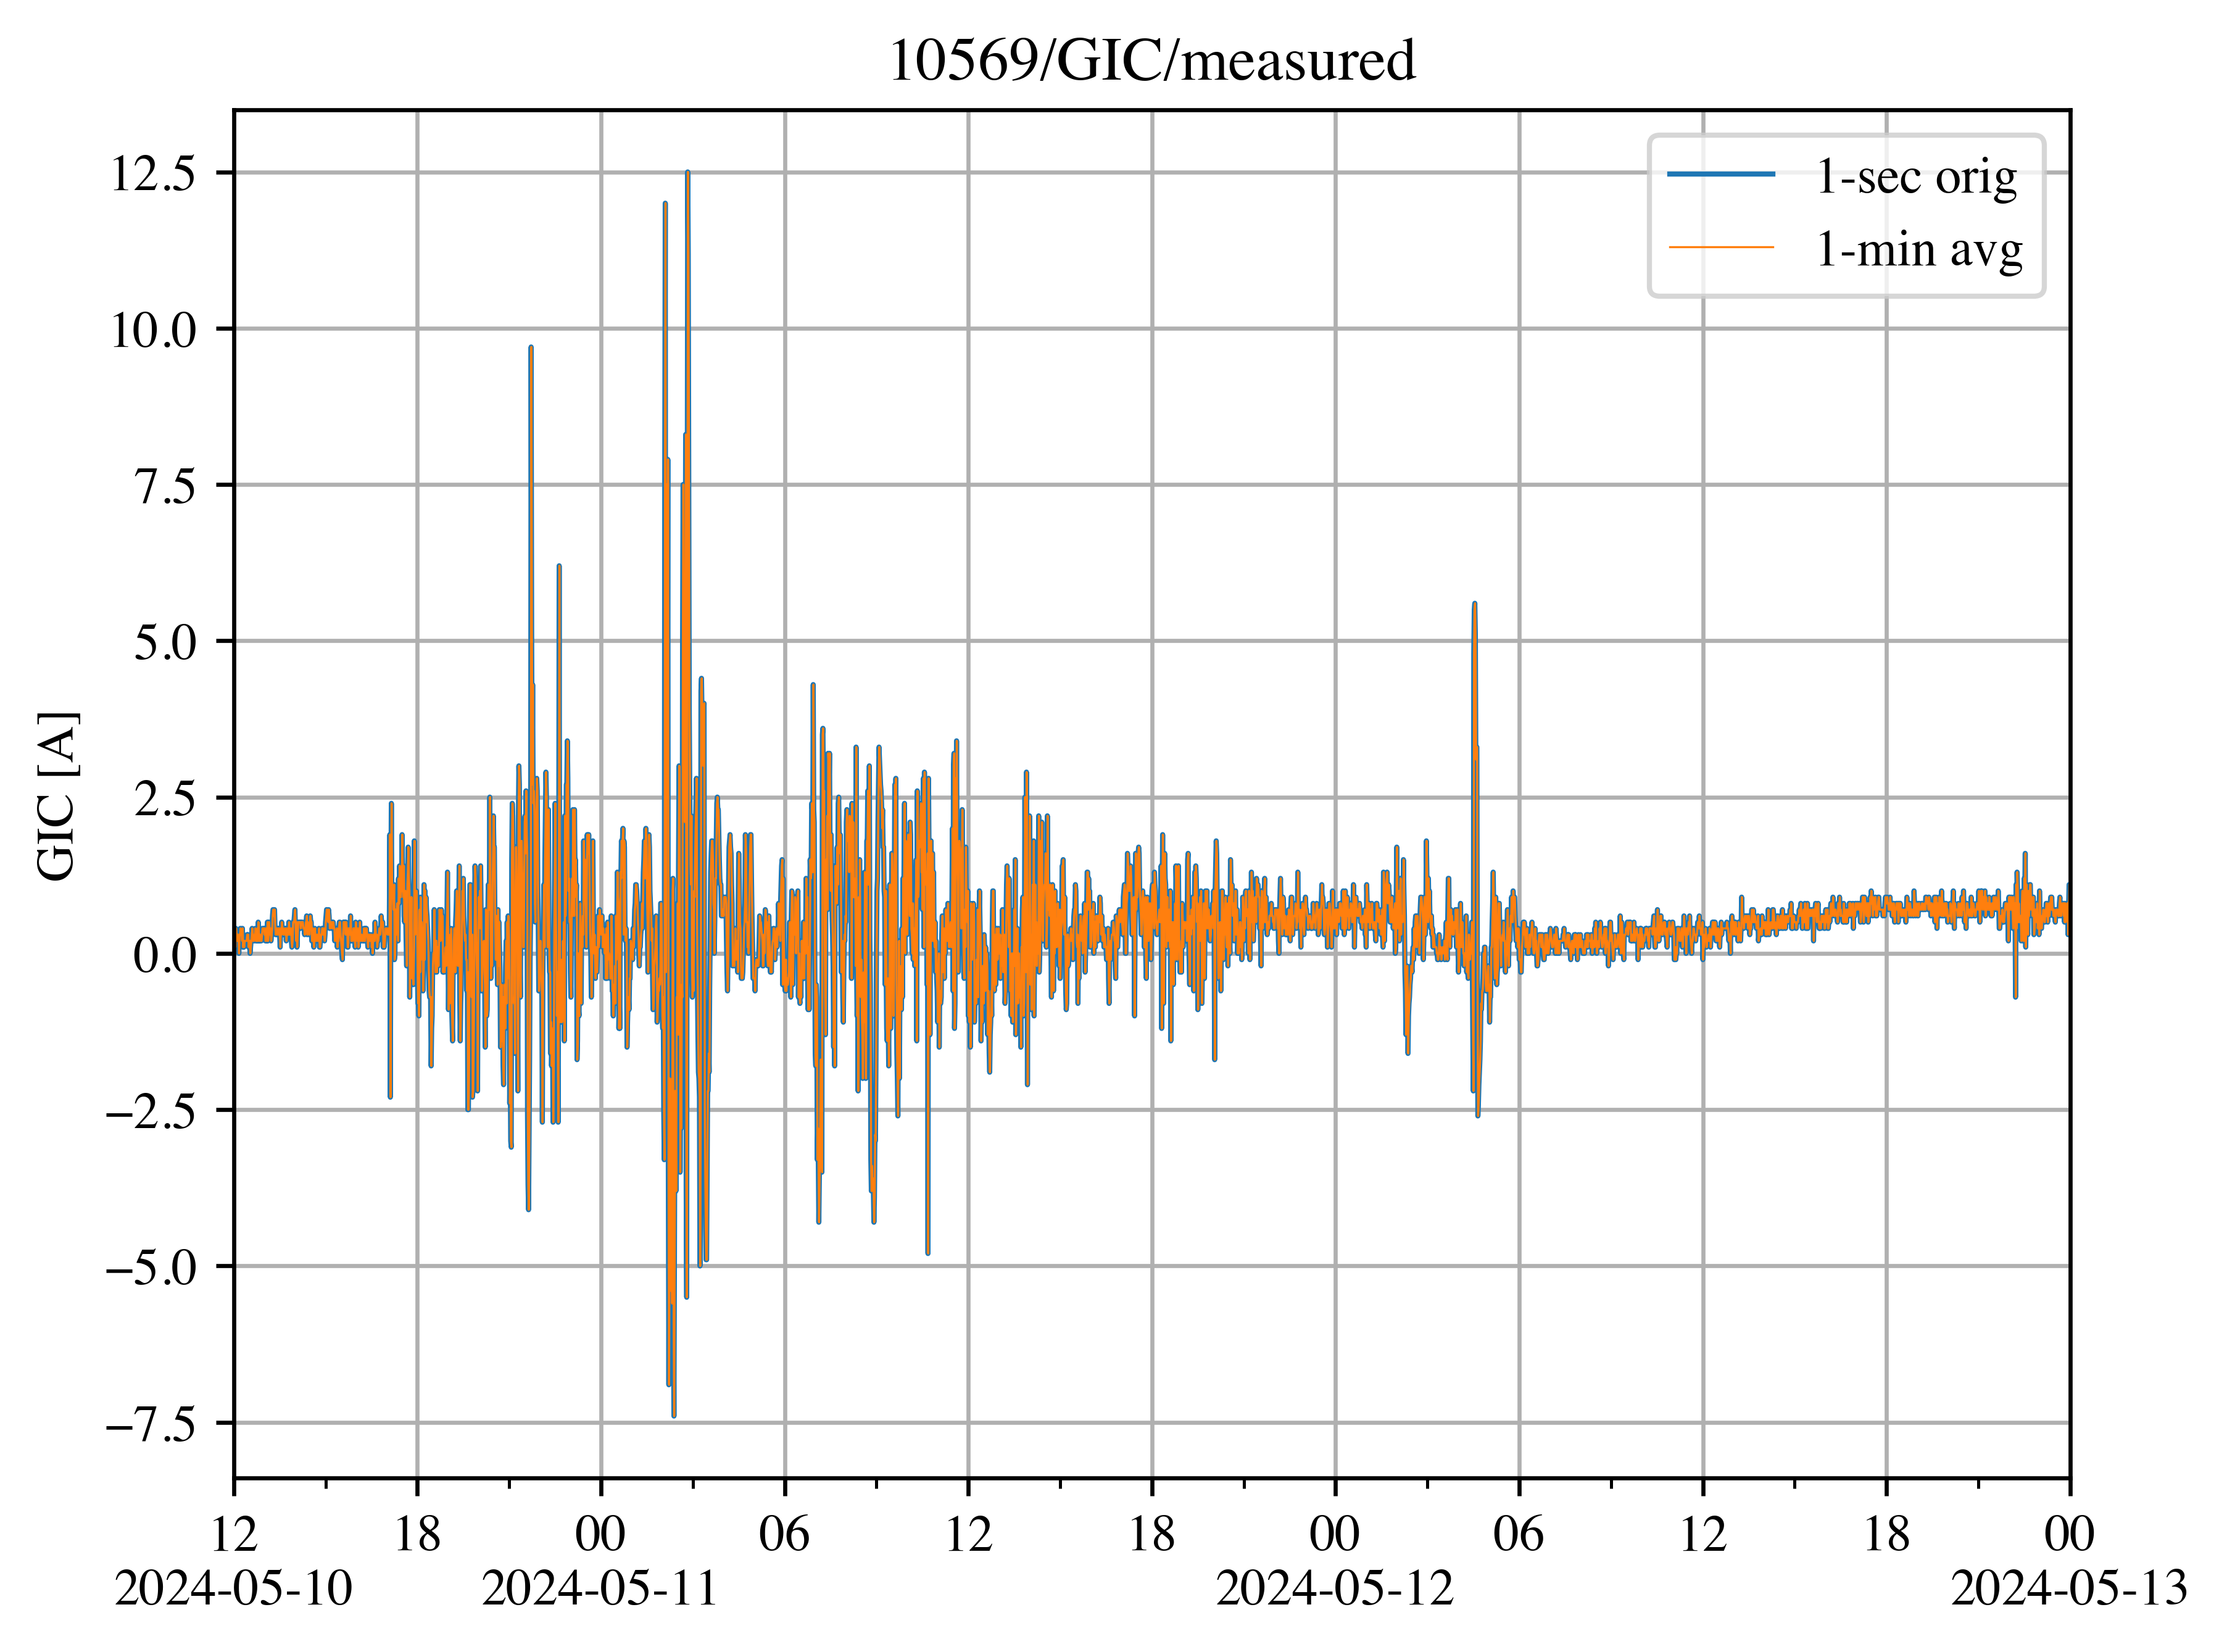 10569/GIC/measured
1-sec orig
1-min avg
GIC [A]
12.5
10.0
7.5
5.0
2.5
0.0
−2.5
−5.0
−7.5
12 18 00 06 12 18 00 06 12 18 00
2024-05-10 2024-05-11 2024-05-12 2024-05-13